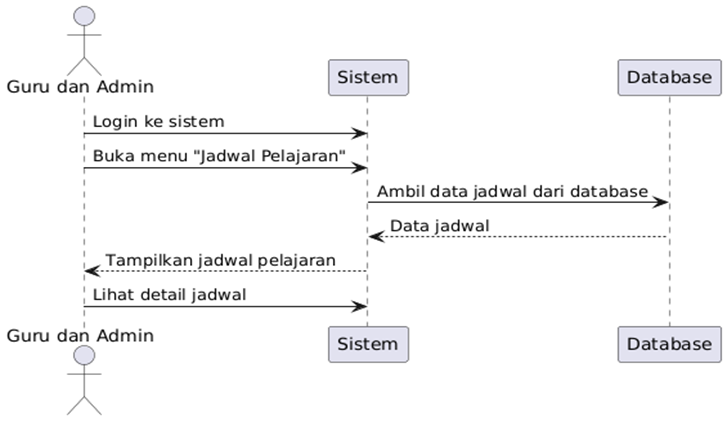 Guru dan Admin
Sistem
Database
Login ke sistem
Buka menu "Jadwal Pelajaran"
Ambil data jadwal dari database
Data jadwal
Tampilkan jadwal pelajaran
Lihat detail jadwal
Guru dan Admin
Sistem
Database